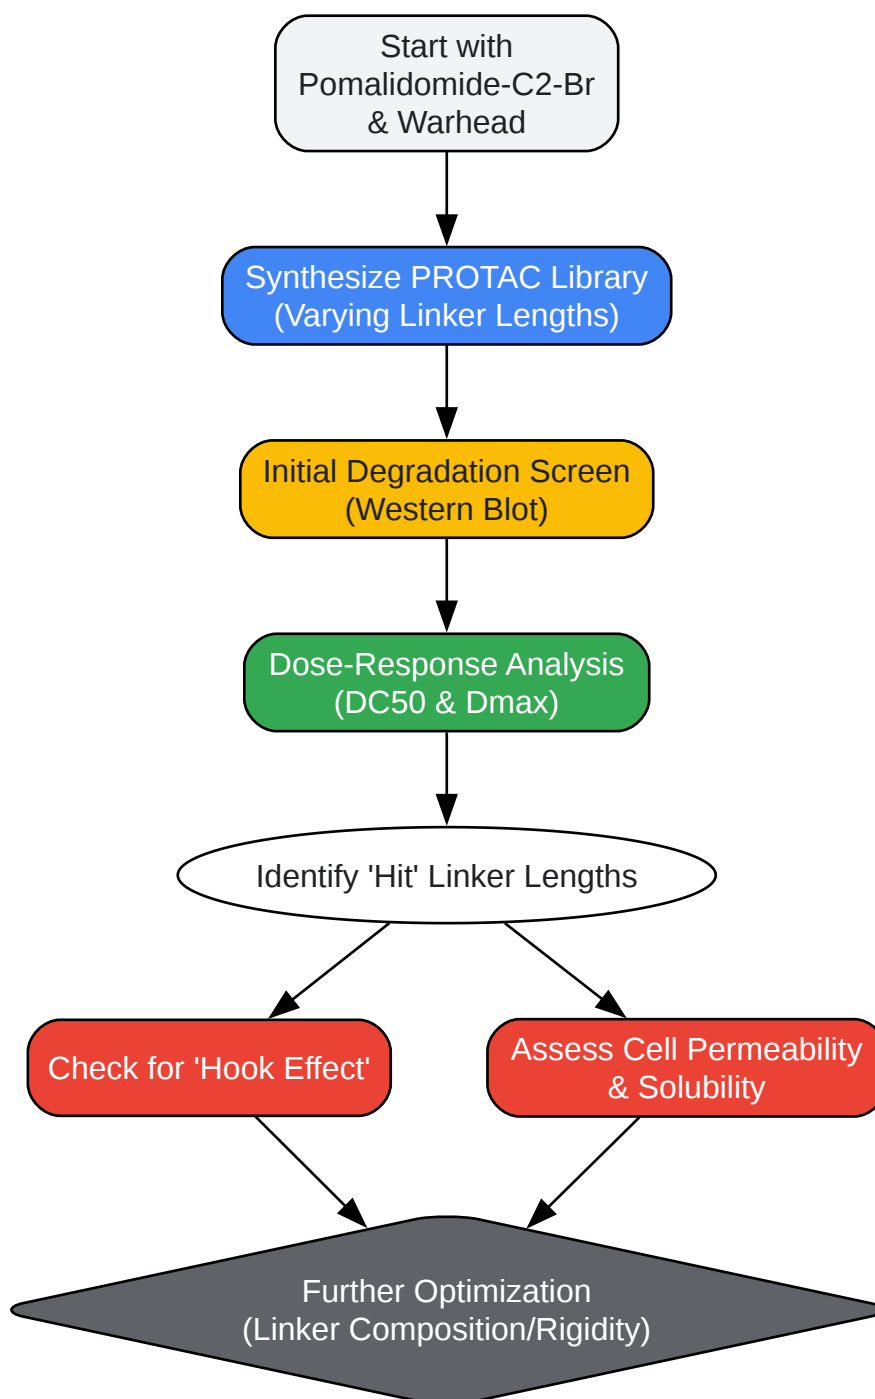 Start with
Pomalidomide-C2-Br
& Warhead
Synthesize PROTAC Library
(Varying Linker Lengths)
Initial Degradation Screen
(Western Blot)
Dose-Response Analysis
(DC50 & Dmax)
Identify 'Hit' Linker Lengths
Check for 'Hook Effect'
Assess Cell Permeability
& Solubility
Further Optimization
(Linker Composition/Rigidity)